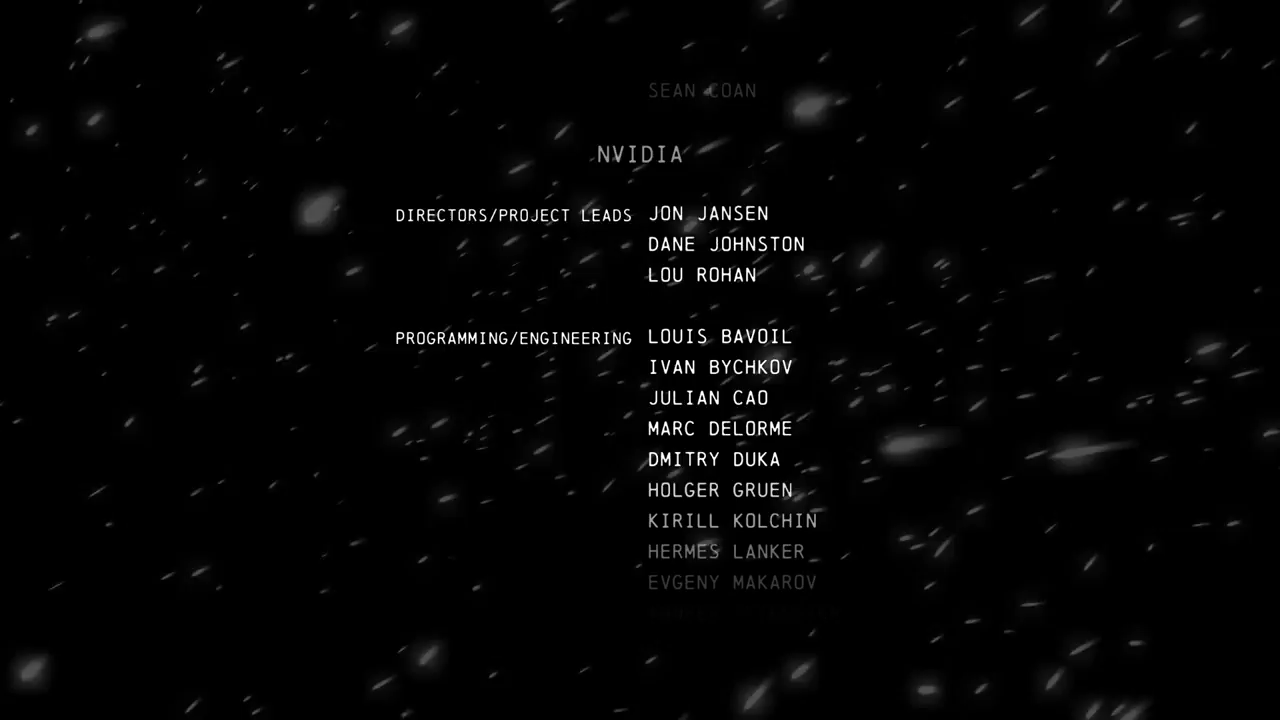 SEAN COAN
NVIDIA
DIRECTORS/PROJECT LEADS JON JANSEN
DANE JOHNSTON
LOU ROHAN
PROGRAMMING/ENGINEERING LOUIS BAVOIL
IVAN BYCHKOV
JULIAN CAO
MARC DELORME
DMITRY DUKA
HOLGER GRUEN
KIRILL KOLCHIN
HERMES LANKER
EVGENY MAKAROV